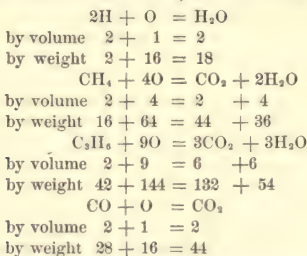 2H + O = H₂O
by volume 2 + 1 = 2
by weight 2 + 16 = 18
CH₄ + 4O = CO₂ + 2H₂O
by volume 2 + 4 = 2 + 4
by weight 16 + 64 = 44 + 36
C₃H₆ + 9O = 3CO₂ + 3H₂O
by volume 2 + 9 = 6 +6
by weight 42 + 144 = 132 + 54
CO + O = CO₂
by volume 2 + 1 = 2
by weight 28 + 16 = 44